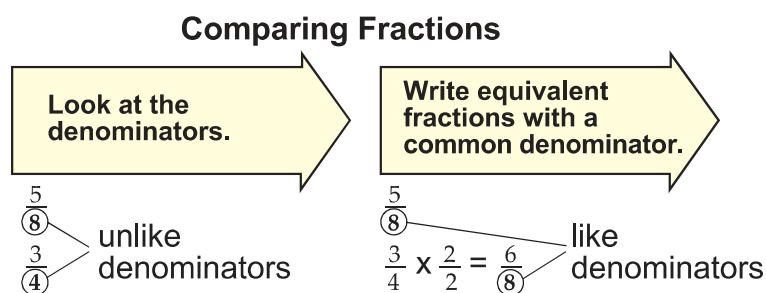 Comparing Fractions
Look at the
denominators.
5/8
3/4
unlike
denominators
Write equivalent
fractions with a
common denominator.
5/8
3/4 x 2/2 = 6/8
like
denominators